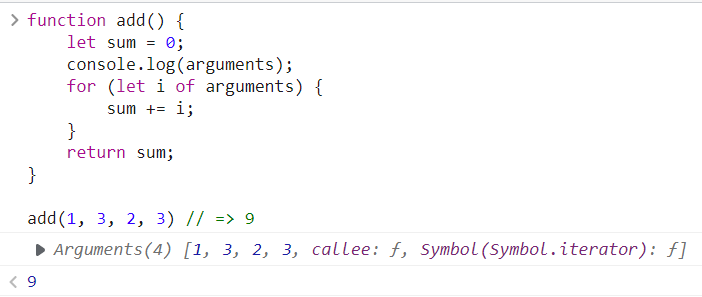 function add() {
    let sum = 0;
    console.log(arguments);
    for (let i of arguments) {
        sum += i;
    }
    return sum;
}
add(1, 3, 2, 3) // => 9
Arguments(4) [1, 3, 2, 3, callee: ƒ, Symbol(Symbol.iterator): ƒ]
9